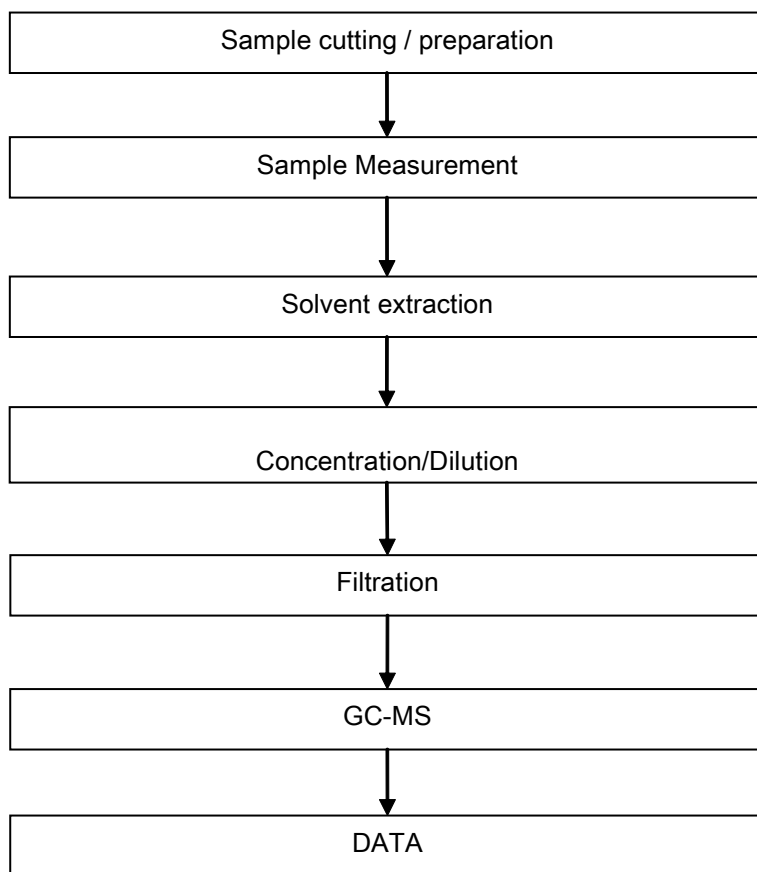 Sample cutting / preparation
Sample Measurement
Solvent extraction
Concentration/Dilution
Filtration
GC-MS
DATA